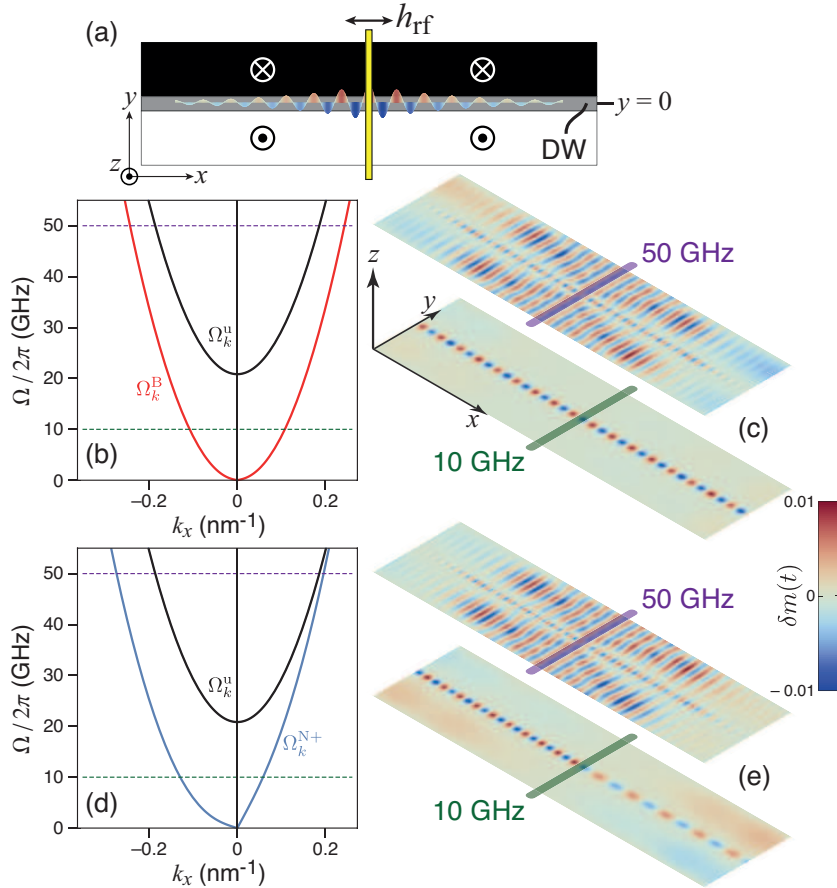 (a)
h_rf
y
z
x
y = 0
DW
Ω / 2π (GHz)
50
40
30
20
10
0
Ω_k^u
Ω_k^B
(b)
−0.2
0
0.2
k_x (nm⁻¹)
z
y
x
50 GHz
10 GHz
(c)
Ω / 2π (GHz)
50
40
30
20
10
0
Ω_k^u
Ω_k^N+
(d)
−0.2
0
0.2
k_x (nm⁻¹)
50 GHz
10 GHz
(e)
0.01
0
− 0.01
δm(t)